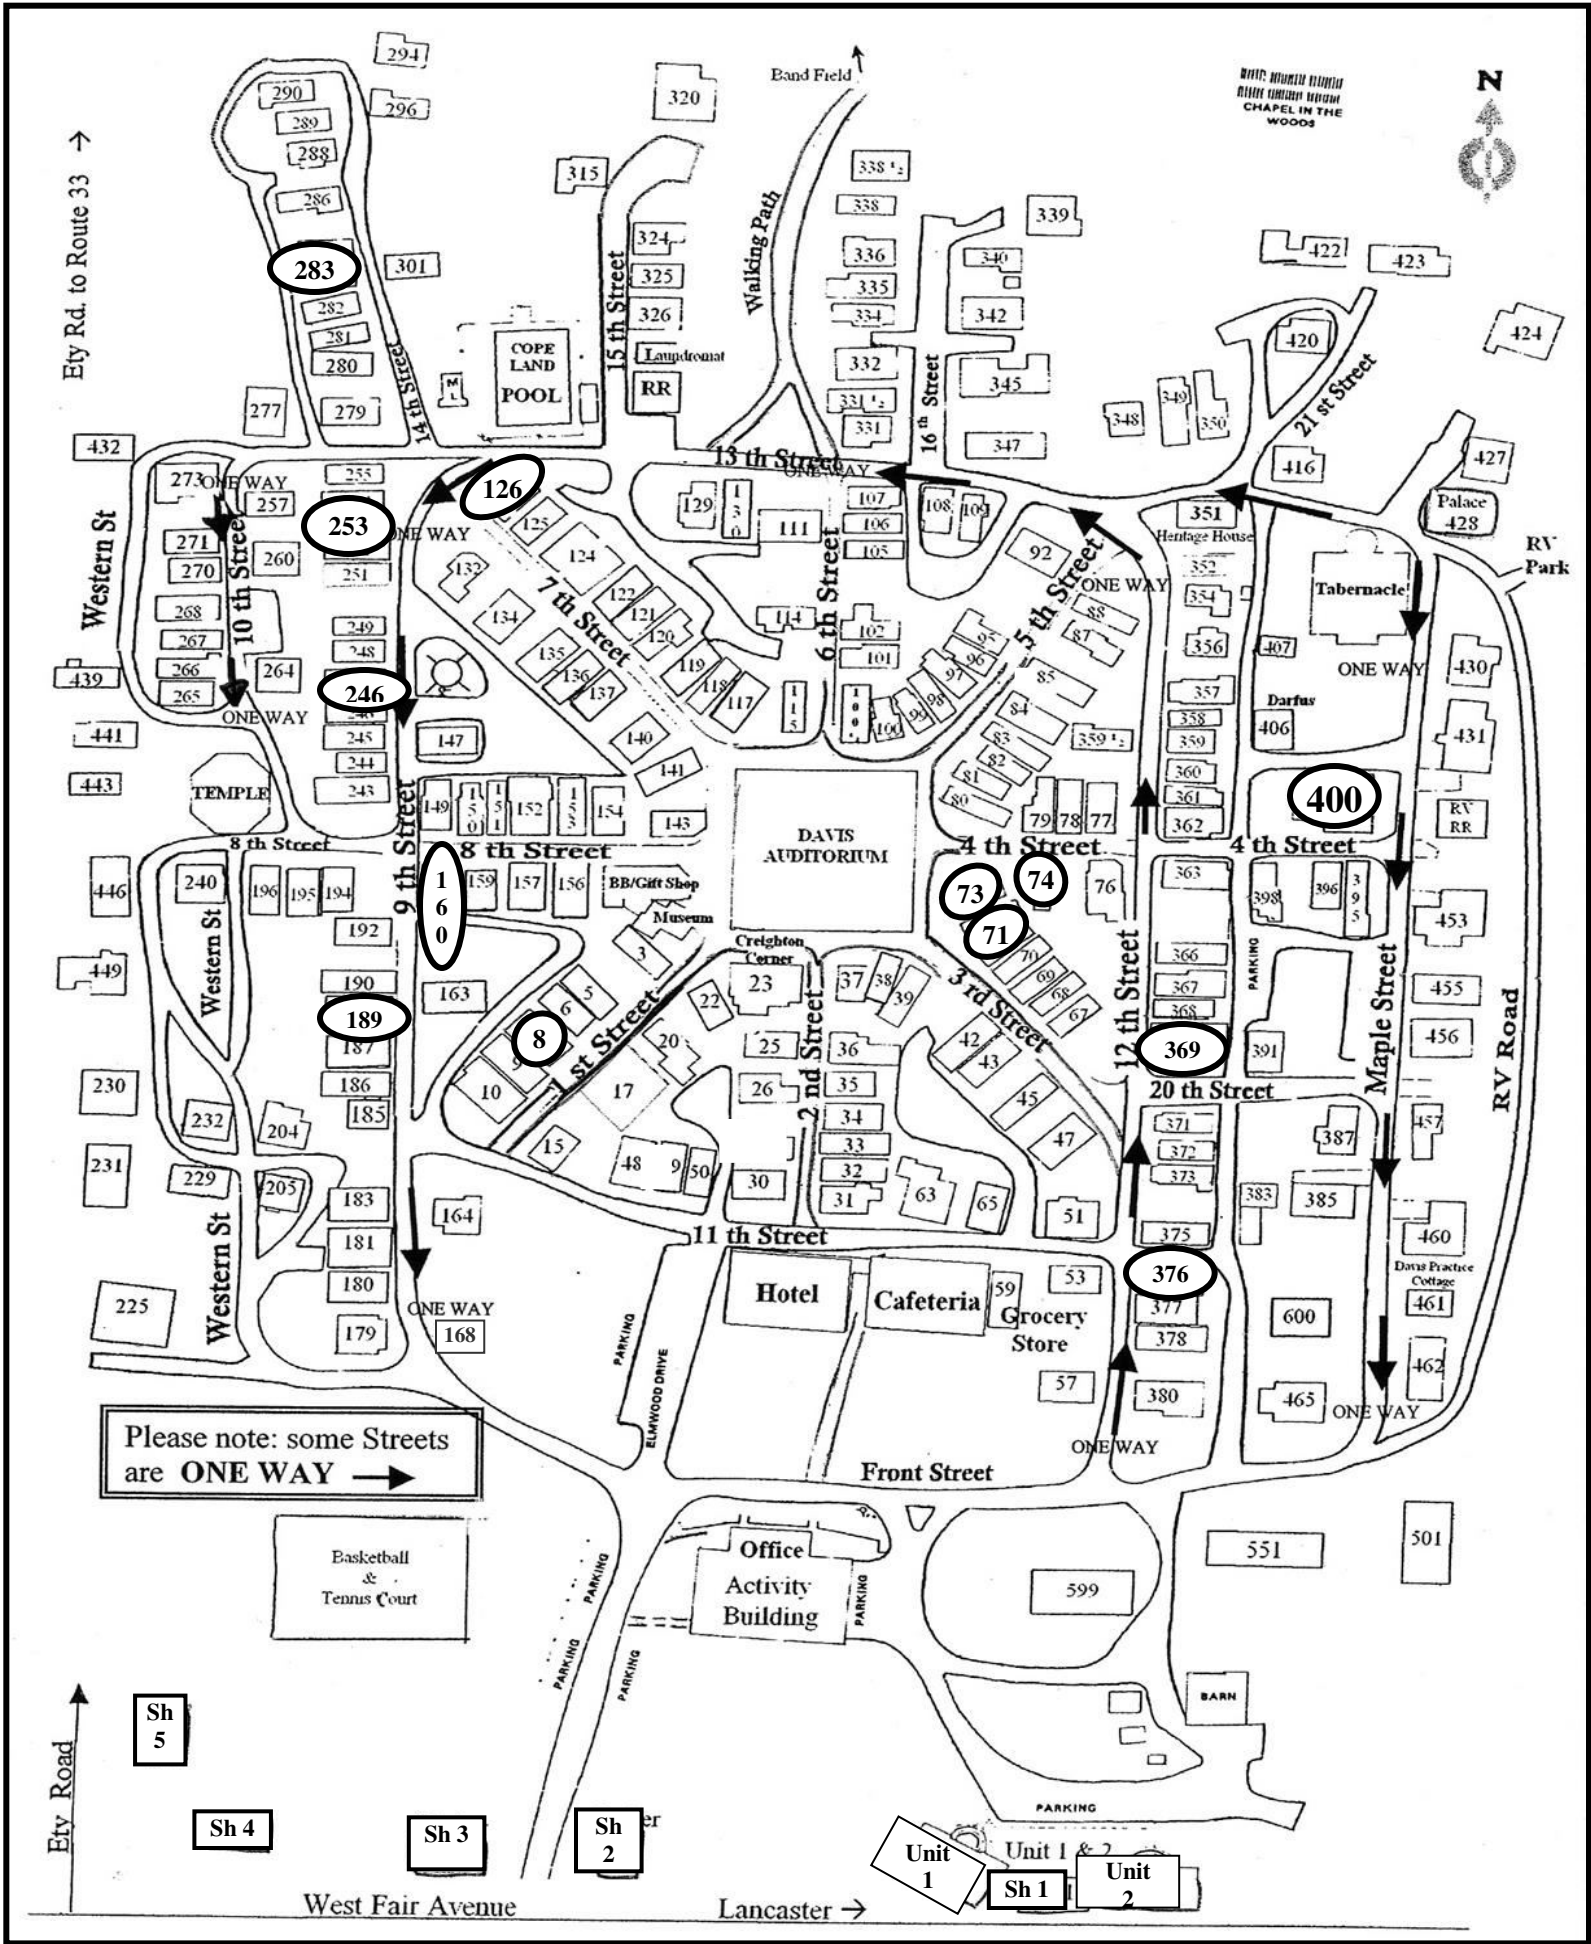 294
290
296
289
288
286
283
301
282
281
280
277
279
14 th Street
Ety Rd. to Route 33 →
320
315
324
325
326
15 th Street
Laundromat
RR
COPE
LAND
POOL
M
L
Band Field
Walking Path
338 ½
338
336
335
334
332
331 ½
331
16 th Street
339
340
342
345
347
CHAPEL IN THE
WOODS
N
422
423
424
420
21 st Street
348
349
350
416
427
Palace
428
RV
Park
432
273
ONE WAY
257
255
253
ONE WAY
271
270
260
251
268
267
266
265
264
10 th Street
Western St
249
248
246
245
244
243
ONE WAY
439
441
443
TEMPLE
8 th Street
126
125
124
132
134
122
121
120
119
118
117
7 th Street
135
136
137
140
141
147
149
150
151
152
153
154
143
8 th Street
9 th Street
13 th Street
ONE WAY
129
130
111
107
106
105
108
109
114
115
6 th Street
102
101
100
99
98
97
96
95
5 th Street
92
ONE WAY
88
87
85
84
83
82
81
80
359 ½
79
78
77
4 th Street
351
Heritage House
352
354
356
357
358
359
360
361
362
Tabernacle
407
Darfus
406
ONE WAY
400
4 th Street
430
431
RV
RR
446
240
196
195
194
192
190
189
187
186
185
449
Western St
230
232
204
231
229
205
183
181
180
179
225
Western St
160
159
157
156
BB/Gift Shop
Museum
3
163
5
6
8
9
10
1 st Street
DAVIS
AUDITORIUM
Creighton
Corner
23
22
20
17
15
25
26
48
9
50
30
2 nd Street
37
38
39
36
35
34
33
32
31
73
74
71
76
70
69
68
67
3 rd Street
42
43
45
47
63
65
51
12 th Street
363
366
367
368
369
20 th Street
371
372
373
375
376
377
378
380
398
396
395
PARKING
391
Maple Street
453
455
456
457
RV Road
387
383
385
460
Davis Practice
Cottage
461
462
600
465
ONE WAY
164
ONE WAY
168
11 th Street
PARKING
ELMWOOD DRIVE
Hotel
Cafeteria
59
Grocery
Store
53
57
ONE WAY
Front Street
Please note: some Streets
are ONE WAY →
Basketball
&
Tennis Court
PARKING
PARKING
PARKING
Office
Activity
Building
PARKING
599
551
501
BARN
PARKING
Ety Road
Sh
5
Sh 4
Sh 3
Sh
2
er
Unit
1
Unit 1 & 2
Sh 1
Unit
2
West Fair Avenue
Lancaster →